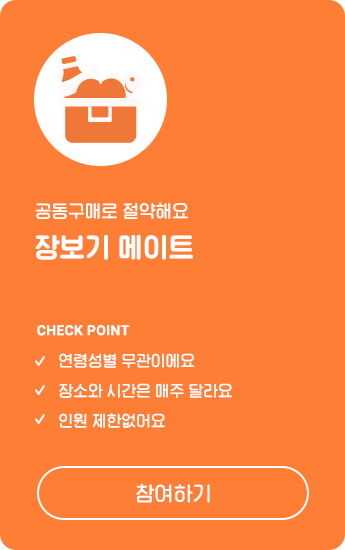 공동구매로 절약해요
장보기 메이트
CHECK POINT
연령성별 무관이에요
장소와 시간은 매주 달라요
인원 제한없어요
참여하기